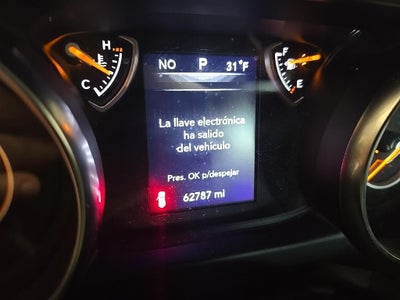 NO P 31°F
H
C
F
E
La llave electrónica
ha salido
del vehículo
Pres. OK p/despejar
62787 mi